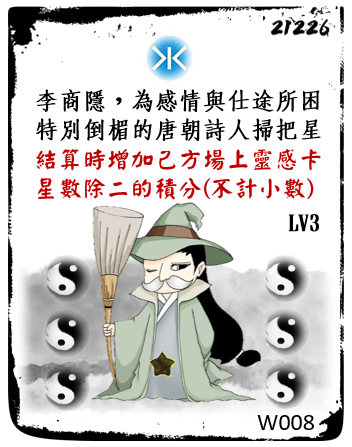 21226
李商隱，為感情與仕途所困
特別倒楣的唐朝詩人掃把星
結算時增加己方場上靈感卡
星數除二的積分(不計小數)
LV3
W008